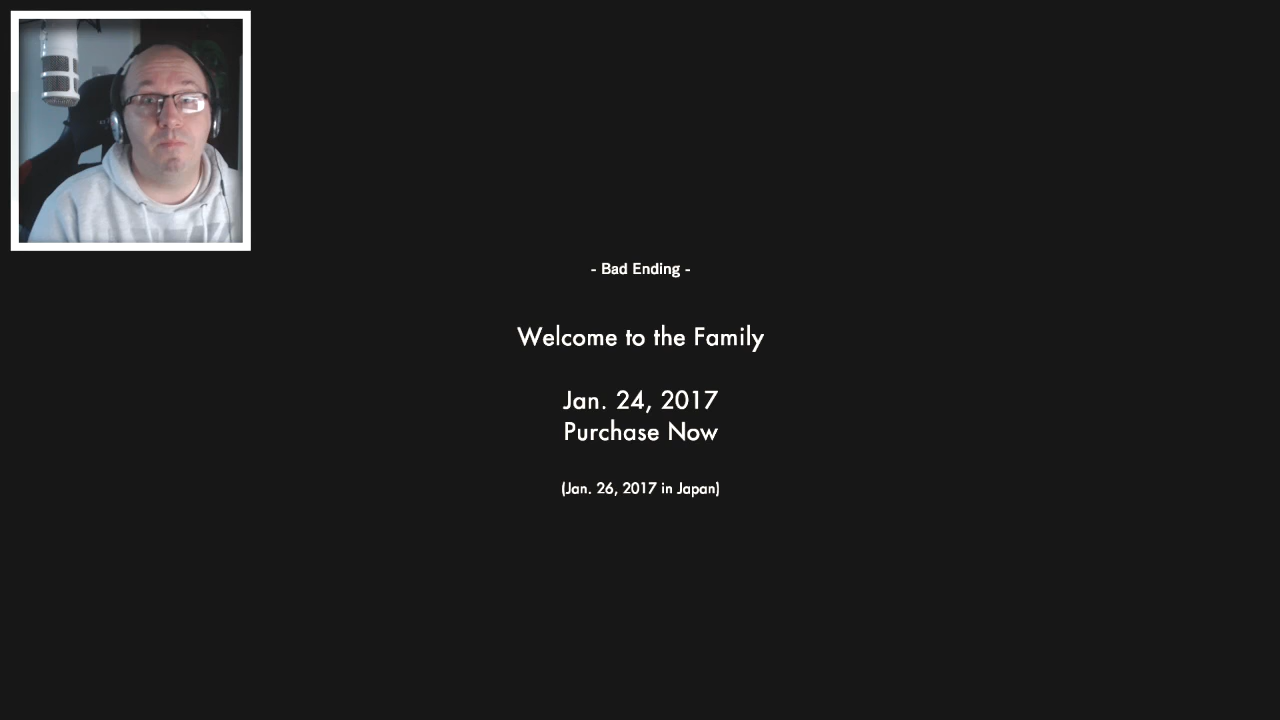 - Bad Ending -
Welcome to the Family
Jan. 24, 2017
Purchase Now
(Jan. 26, 2017 in Japan)